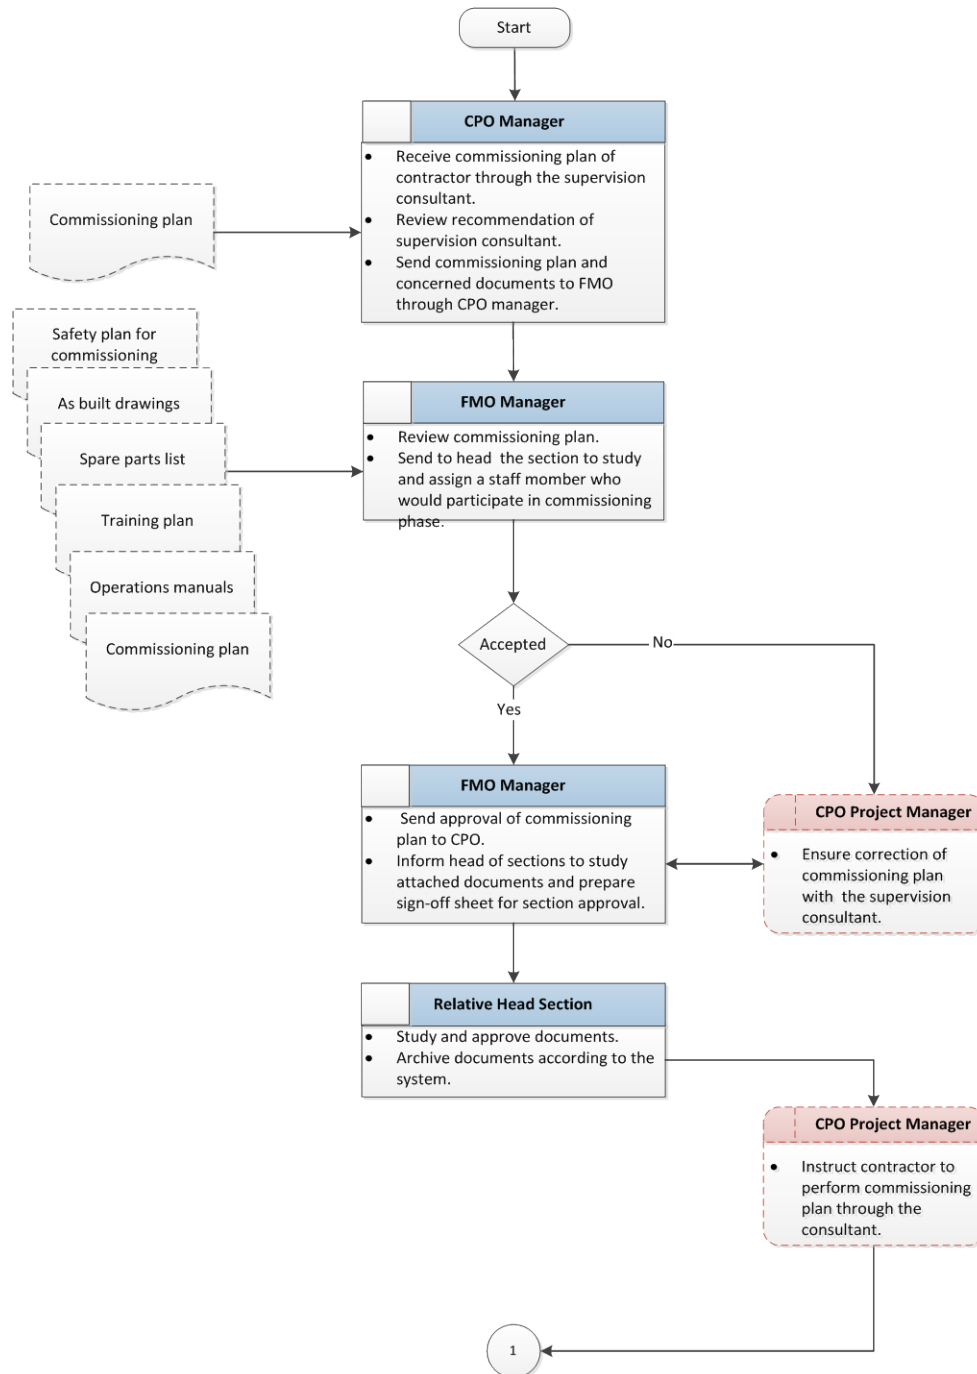 Start
CPO Manager
• Receive commissioning plan of
contractor through the supervision
consultant.
• Review recommendation of
supervision consultant.
• Send commissioning plan and
concerned documents to FMO
through CPO manager.
Commissioning plan
Safety plan for
commissioning
As built drawings
Spare parts list
Training plan
Operations manuals
Commissioning plan
FMO Manager
• Review commissioning plan.
• Send to head the section to study
and assign a staff momber who
would participate in commissioning
phase.
Accepted
No
Yes
FMO Manager
• Send approval of commissioning
plan to CPO.
• Inform head of sections to study
attached documents and prepare
sign-off sheet for section approval.
CPO Project Manager
• Ensure correction of
commissioning plan
with the supervision
consultant.
Relative Head Section
• Study and approve documents.
• Archive documents according to the
system.
CPO Project Manager
• Instruct contractor to
perform commissioning
plan through the
consultant.
1